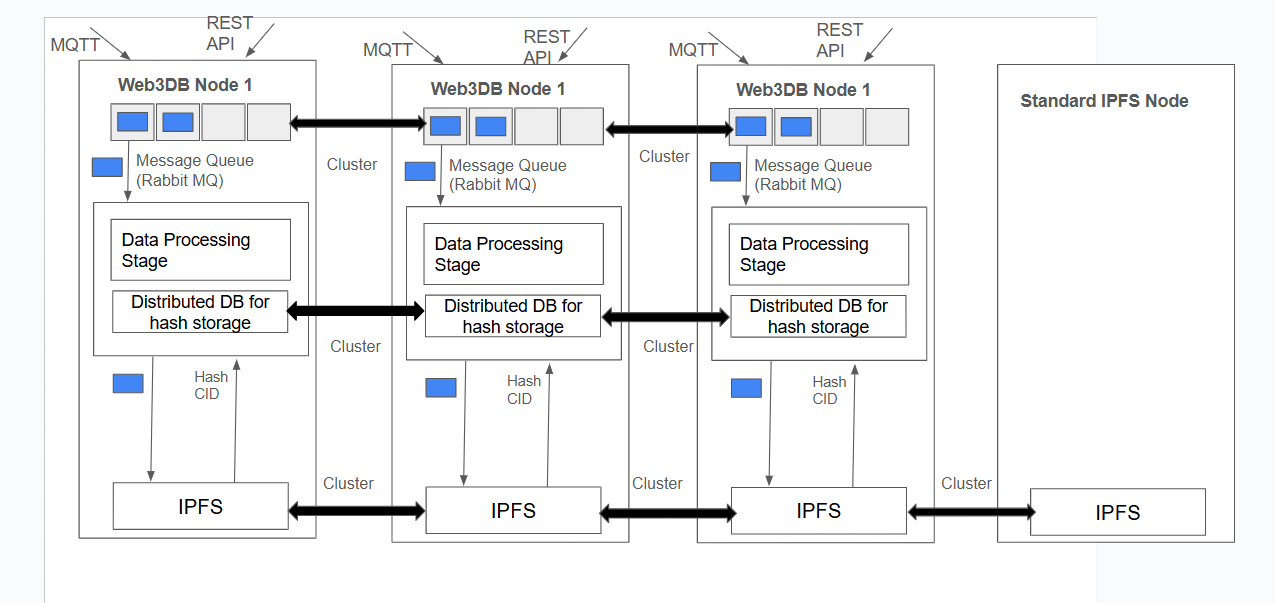 MQTT
REST
API
Web3DB Node 1
Message Queue
(Rabbit MQ)
Data Processing
Stage
Distributed DB for
hash storage
Hash
CID
IPFS
Cluster
Cluster
Cluster
MQTT
REST
API
Web3DB Node 1
Message Queue
(Rabbit MQ)
Data Processing
Stage
Distributed DB for
hash storage
Hash
CID
IPFS
Cluster
Cluster
Cluster
MQTT
REST
API
Web3DB Node 1
Message Queue
(Rabbit MQ)
Data Processing
Stage
Distributed DB for
hash storage
Hash
CID
IPFS
Cluster
Standard IPFS Node
IPFS